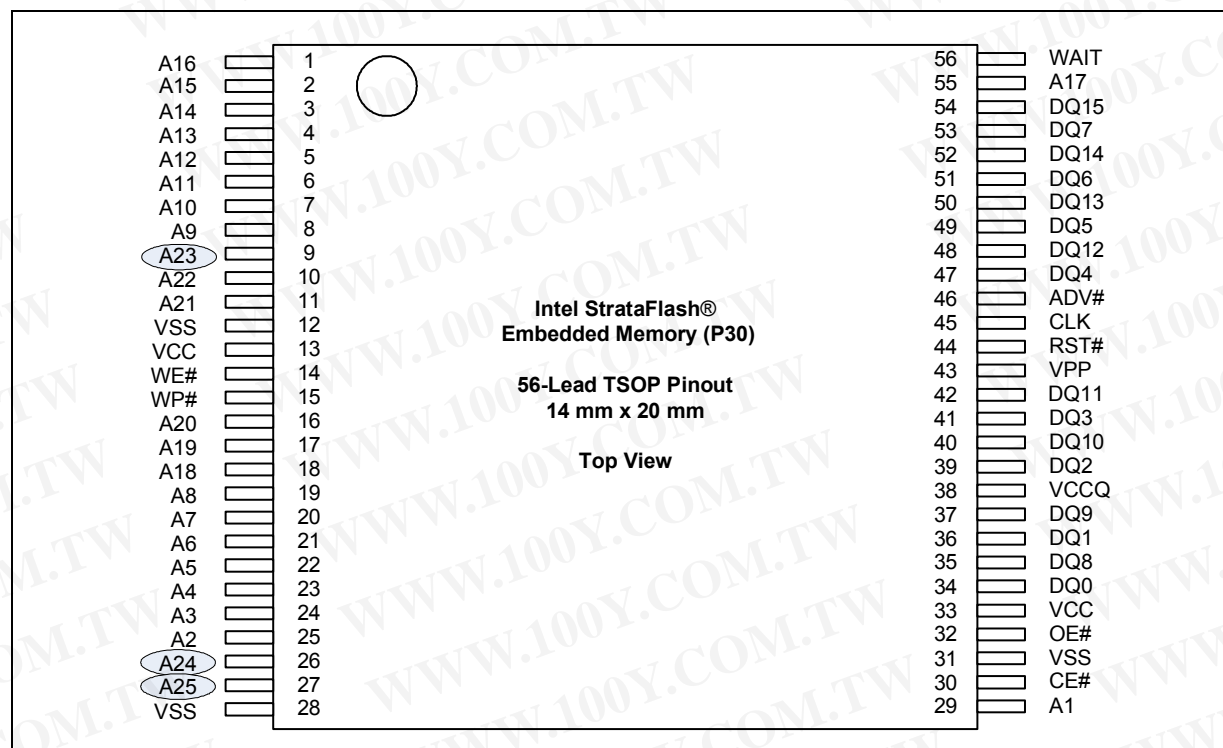 A16 1 56 WAIT
A15 2 55 A17
A14 3 54 DQ15
A13 4 53 DQ7
A12 5 52 DQ14
A11 6 51 DQ6
A10 7 50 DQ13
A9 8 49 DQ5
A23 9 48 DQ12
A22 10 47 DQ4
A21 11 46 ADV#
VSS 12 45 CLK
VCC 13 44 RST#
WE# 14 43 VPP
WP# 15 42 DQ11
A20 16 41 DQ3
A19 17 40 DQ10
A18 18 39 DQ2
A8 19 38 VCCQ
A7 20 37 DQ9
A6 21 36 DQ1
A5 22 35 DQ8
A4 23 34 DQ0
A3 24 33 VCC
A2 25 32 OE#
A24 26 31 VSS
A25 27 30 CE#
VSS 28 29 A1
Intel StrataFlash®
Embedded Memory (P30)
56-Lead TSOP Pinout
14 mm x 20 mm
Top View
WWW.100Y.COM.TW